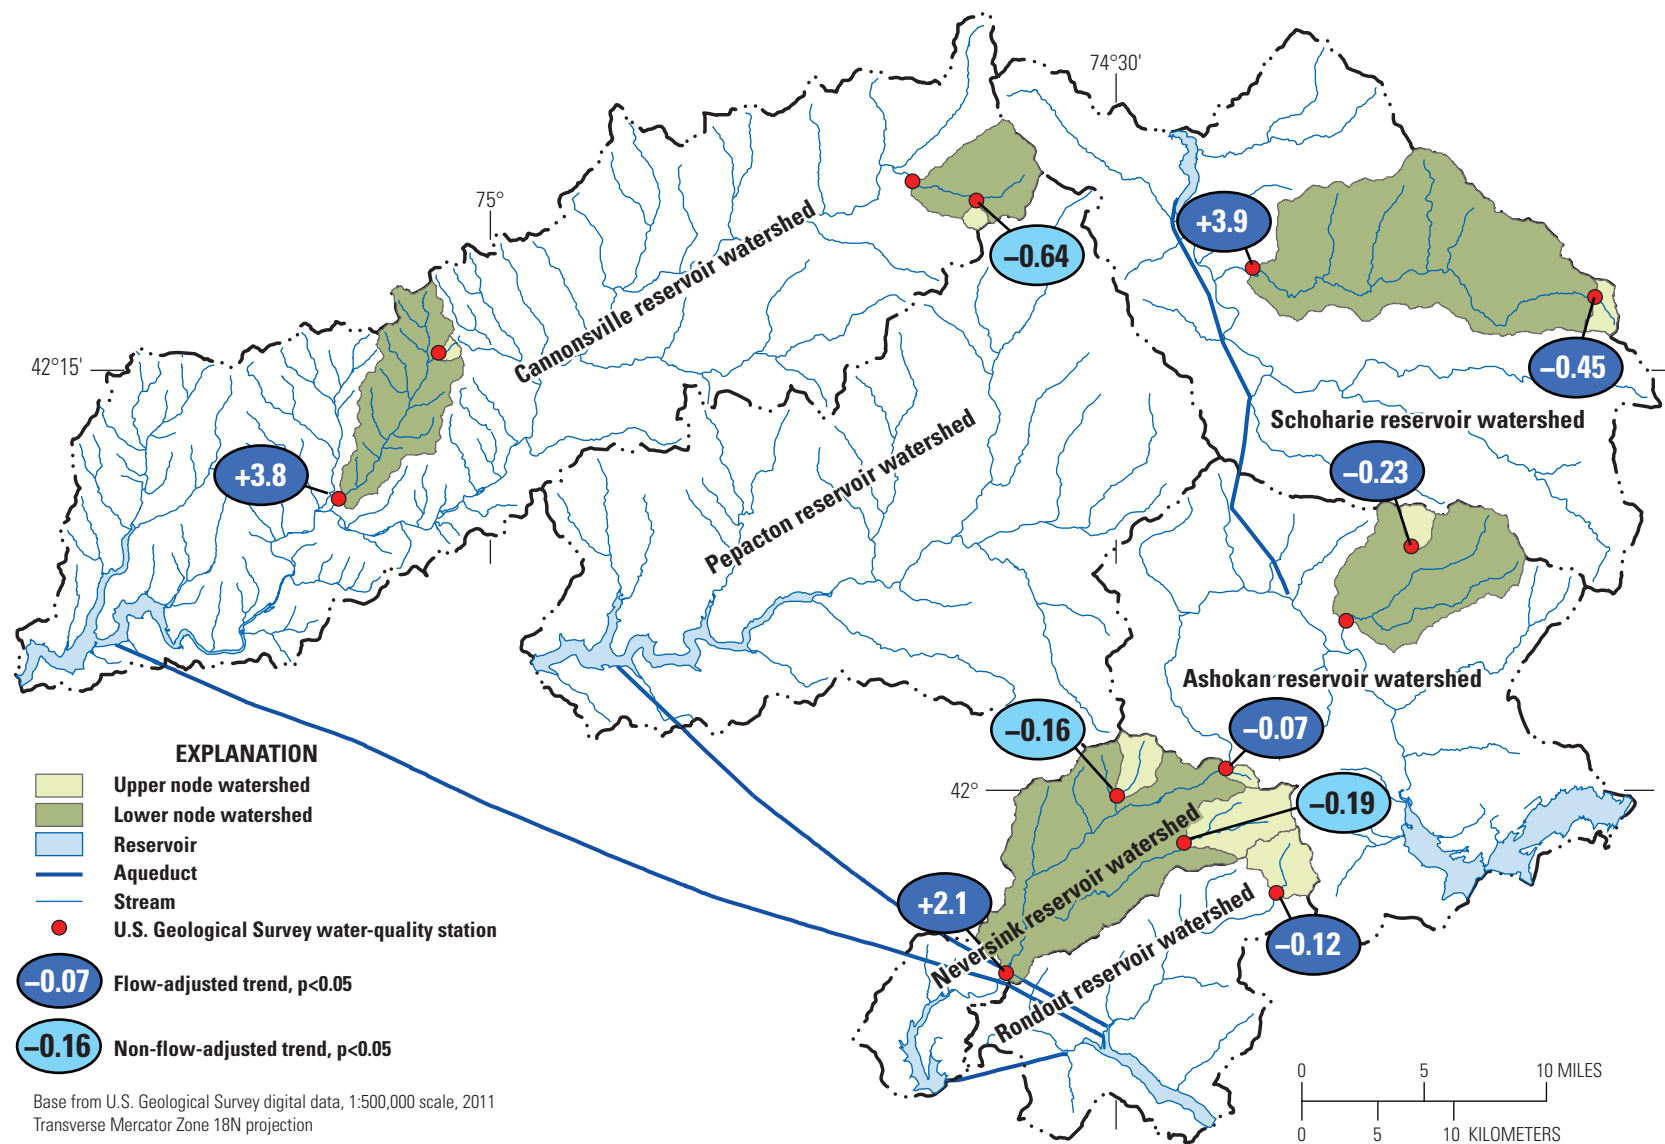 74°30'
75°
42°15'
42°
Cannonsville reservoir watershed
Pepacton reservoir watershed
Schoharie reservoir watershed
Ashokan reservoir watershed
Neversink reservoir watershed
Rondout reservoir watershed
+3.9
−0.64
−0.45
+3.8
−0.23
−0.16
−0.07
−0.19
+2.1
−0.12
EXPLANATION
Upper node watershed
Lower node watershed
Reservoir
Aqueduct
Stream
U.S. Geological Survey water-quality station
−0.07 Flow-adjusted trend, p<0.05
−0.16 Non-flow-adjusted trend, p<0.05
Base from U.S. Geological Survey digital data, 1:500,000 scale, 2011
Transverse Mercator Zone 18N projection
0 5 10 MILES
0 5 10 KILOMETERS